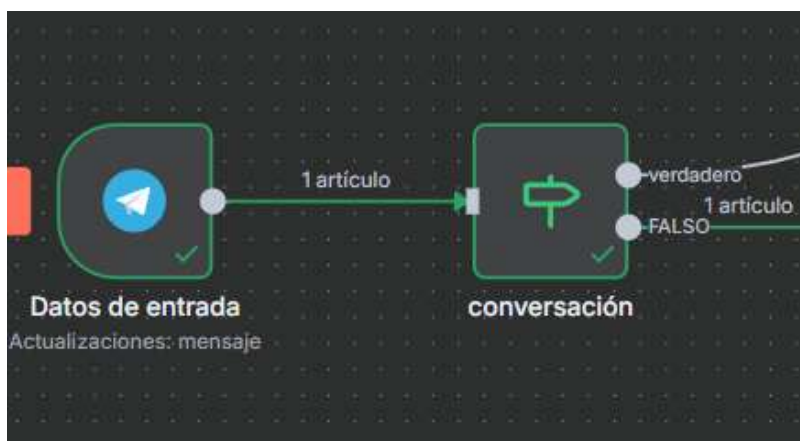 1 artículo
verdadero
1 artículo
FALSO
Datos de entrada
conversación
Actualizaciones: mensaje